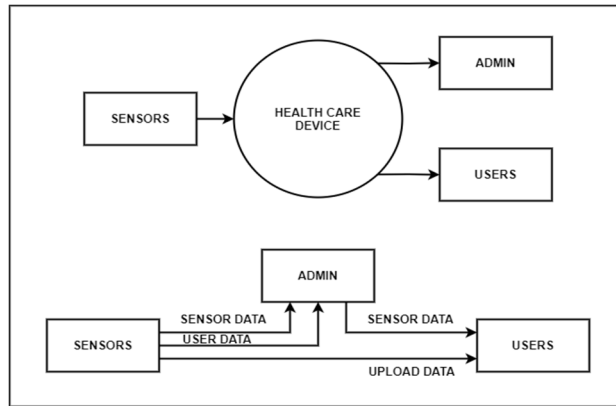 ADMIN
HEALTH CARE
DEVICE
SENSORS
USERS
ADMIN
SENSOR DATA
SENSOR DATA
USER DATA
SENSORS
USERS
UPLOAD DATA